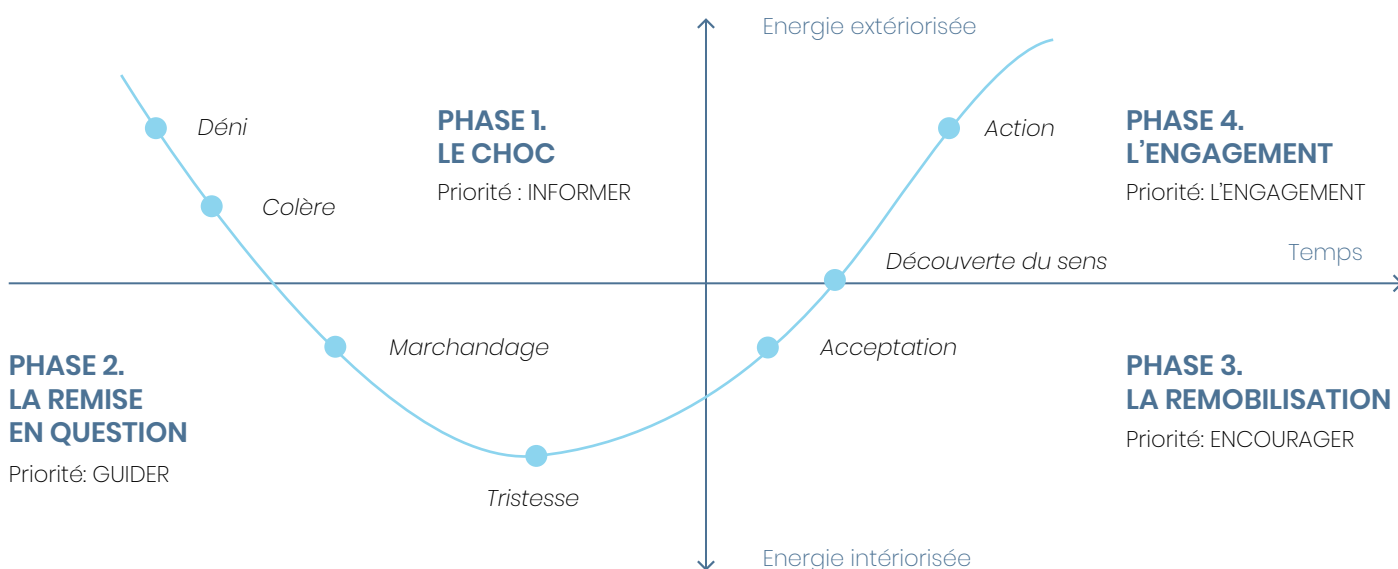 Energie extériorisée
Déni
PHASE 1.
LE CHOC
Priorité : INFORMER
Colère
Action
PHASE 4.
L'ENGAGEMENT
Priorité: L'ENGAGEMENT
Découverte du sens
Temps
PHASE 2.
LA REMISE
EN QUESTION
Priorité: GUIDER
Marchandage
Tristesse
Acceptation
PHASE 3.
LA REMOBILISATION
Priorité: ENCOURAGER
Energie intériorisée